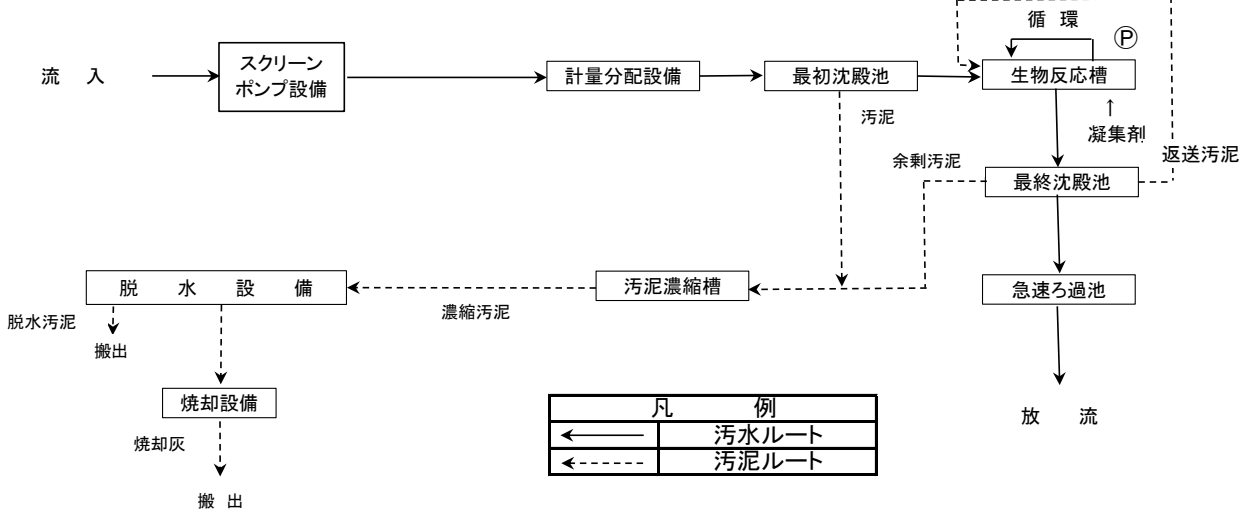 循 環
Ⓟ
流 入
スクリーン
ポンプ設備
計量分配設備
最初沈殿池
生物反応槽
汚泥
↑
凝集剤
返送汚泥
余剰汚泥
最終沈殿池
脱 水 設 備
汚泥濃縮槽
急速ろ過池
濃縮汚泥
脱水汚泥
搬出
焼却設備
焼却灰
搬 出
凡 例
汚水ルート
汚泥ルート
放 流